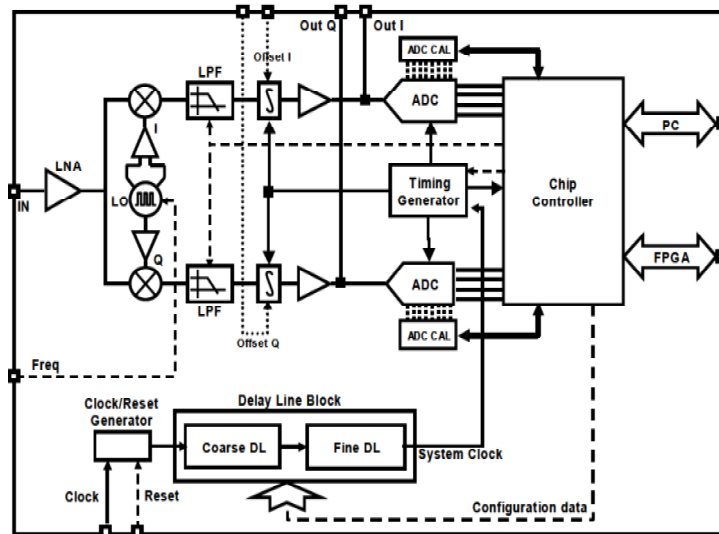 Out Q
Out I
Offset I
ADC CAL
LPF
ADC
I
PC
LNA
Timing
Generator
Chip
Controller
IN
LO
Q
FPGA
ADC
LPF
ADC CAL
Offset Q
Freq
Clock/Reset
Generator
Delay Line Block
Coarse DL
Fine DL
System Clock
Clock
Reset
Configuration data